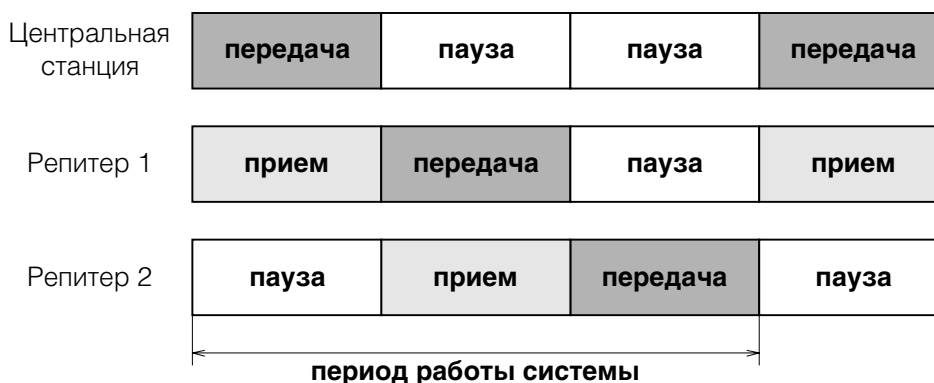 Центральная
станция
передача пауза пауза передача
Репитер 1 прием передача пауза прием
Репитер 2 пауза прием передача пауза
период работы системы